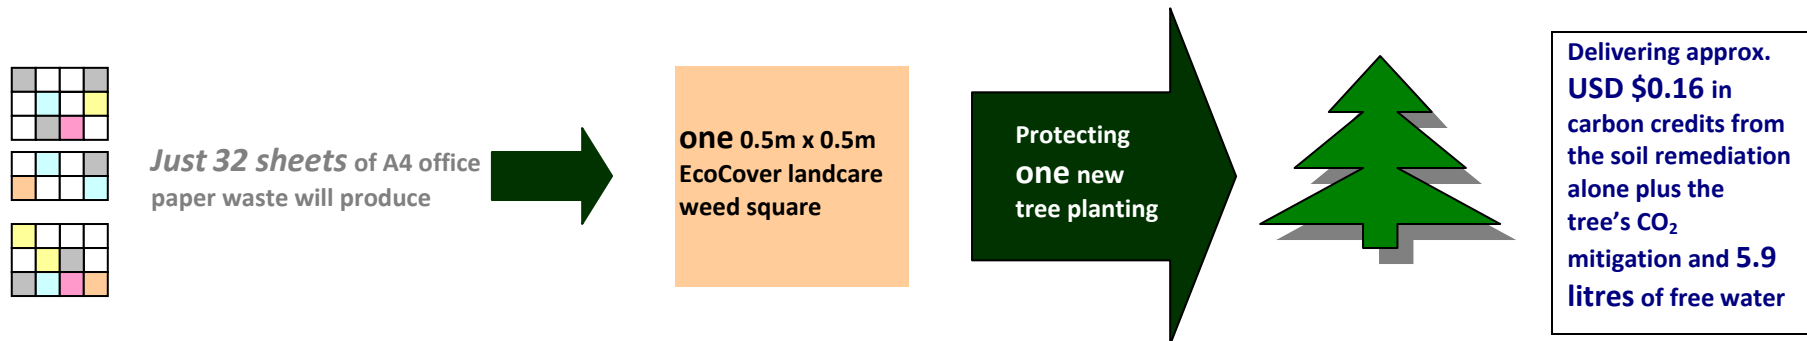 Just 32 sheets of A4 office
paper waste will produce
one 0.5m x 0.5m
EcoCover landcare
weed square
Protecting
one new
tree planting
Delivering approx.
USD $0.16 in
carbon credits from
the soil remediation
alone plus the
tree’s CO₂
mitigation and 5.9
litres of free water